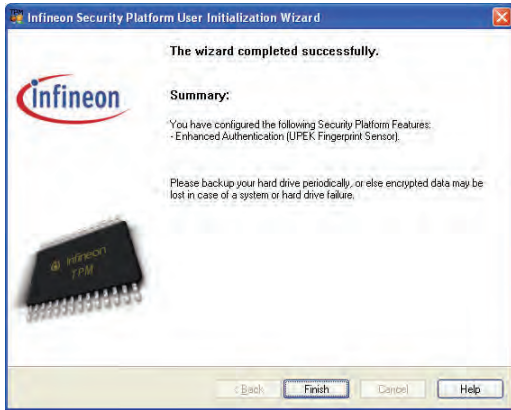 Infineon Security Platform User Initialization Wizard
The wizard completed successfully.
infineon
Summary:
You have configured the following Security Platform Features:
- Enhanced Authentication (UPEK Fingerprint Sensor).
Please backup your hard drive periodically, or else encrypted data may be
lost in case of a system or hard drive failure.
infineon
TPM
< Back
Finish
Cancel
Help